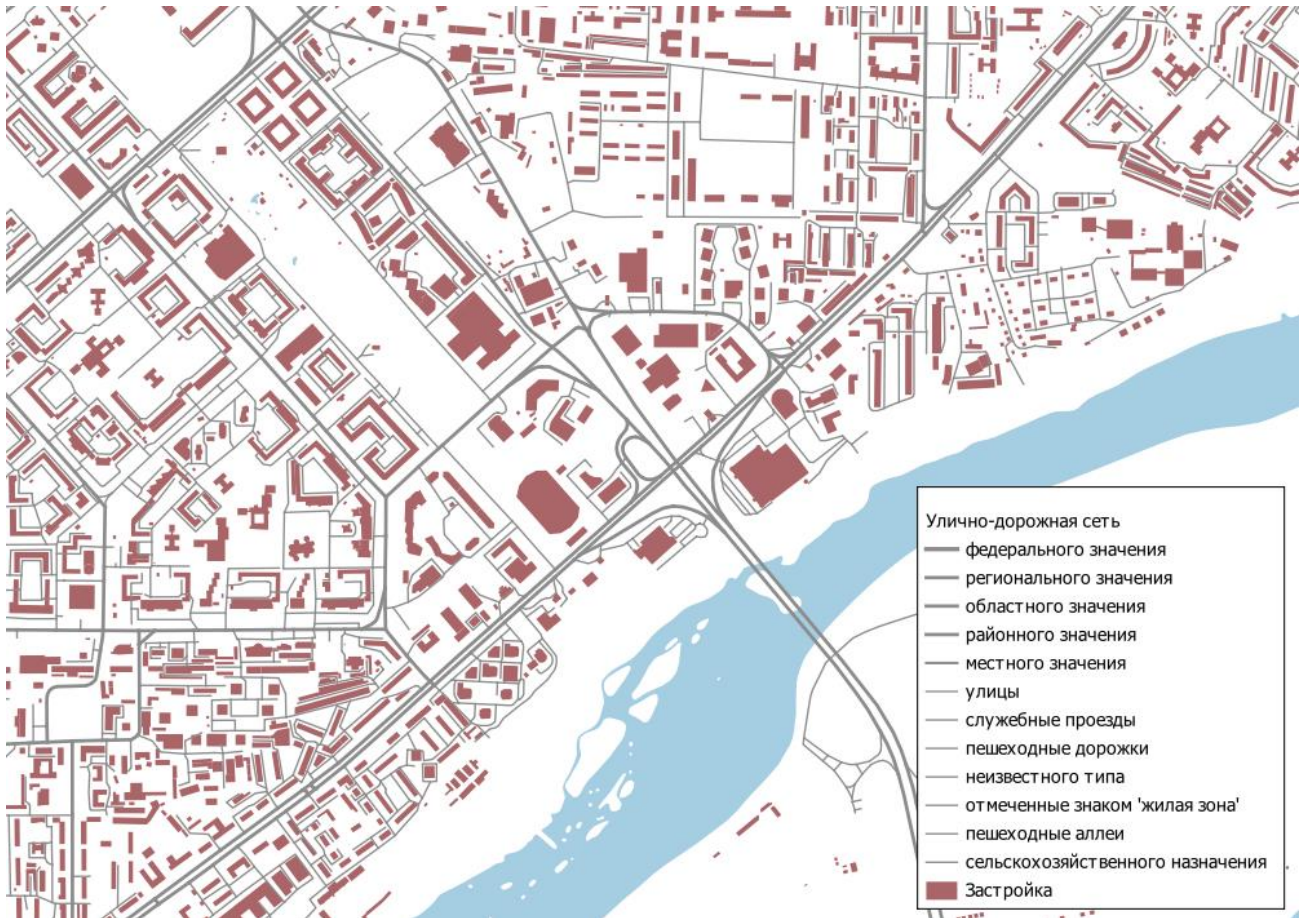 Улично-дорожная сеть
федерального значения
регионального значения
областного значения
районного значения
местного значения
улицы
служебные проезды
пешеходные дорожки
неизвестного типа
отмеченные знаком 'жилая зона'
пешеходные аллеи
сельскохозяйственного назначения
Застройка